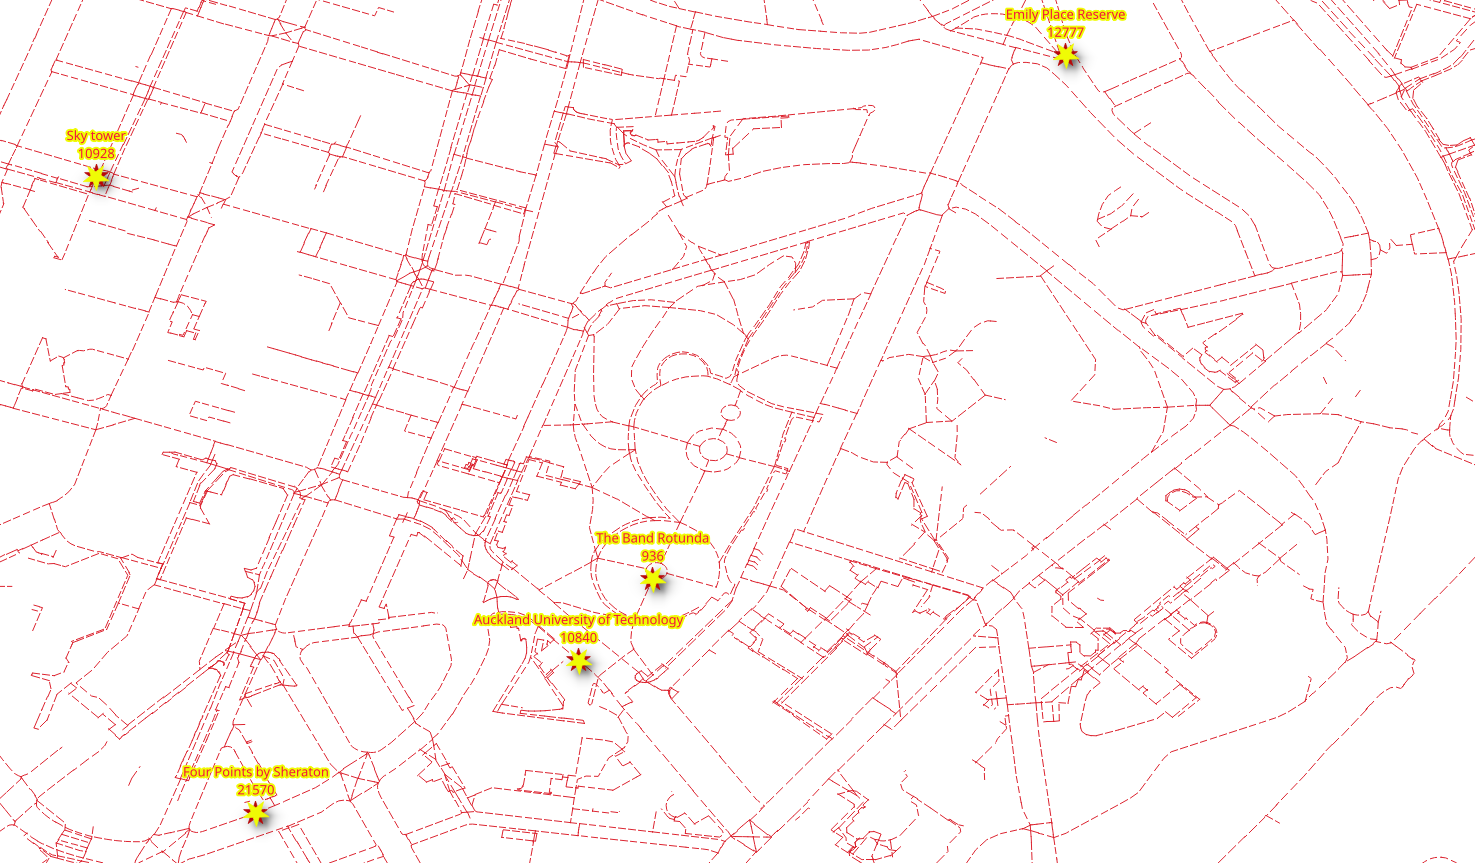 Emily Place Reserve
12777
Sky tower
10928
The Band Rotunda
936
Auckland University of Technology
10840
Four Points by Sheraton
21570